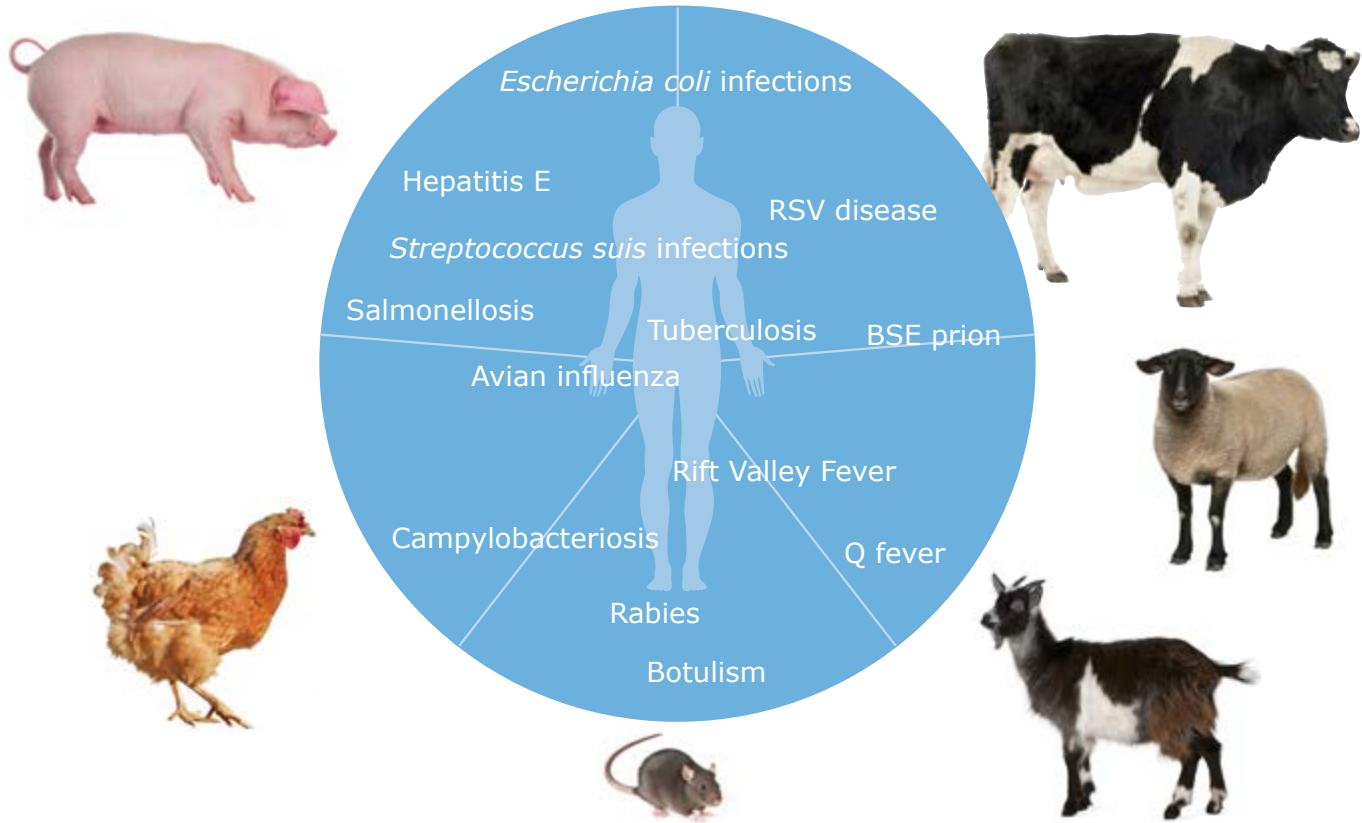 Escherichia coli infections
Hepatitis E
RSV disease
Streptococcus suis infections
Salmonellosis
Tuberculosis
BSE prion
Avian influenza
Rift Valley Fever
Campylobacteriosis
Q fever
Rabies
Botulism